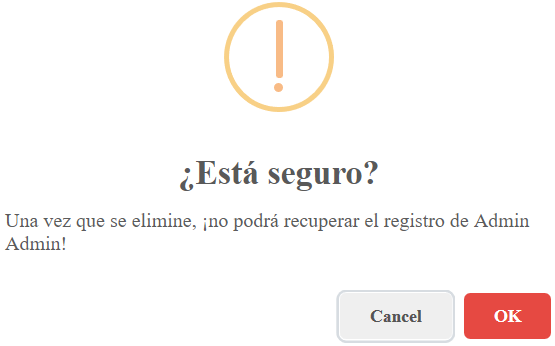 ¿Está seguro?
Una vez que se elimine, ¡no podrá recuperar el registro de Admin
Admin!
Cancel
OK